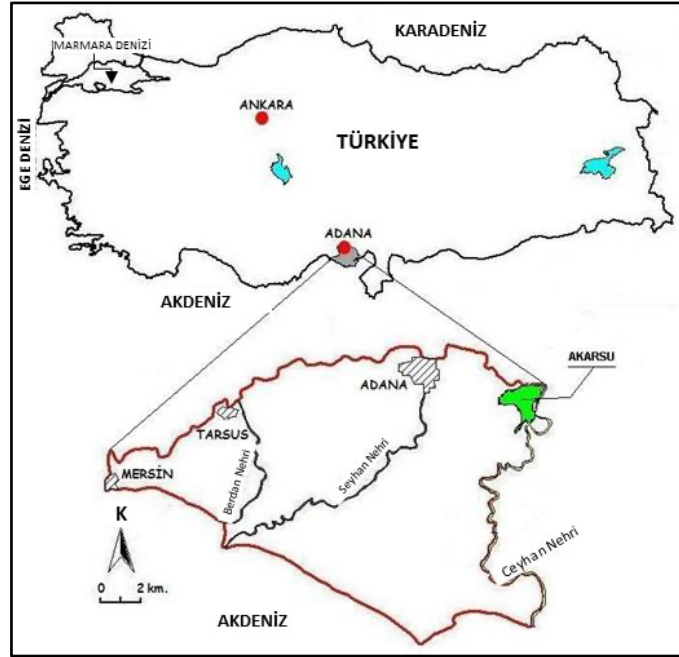 KARADENİZ
MARMARA DENİZİ
ANKARA
TÜRKİYE
EGE DENİZİ
ADANA
AKDENİZ
AKARSU
ADANA
TARSUS
MERSİN
Berdan Nehri
Seyhan Nehri
Ceyhan Nehri
K
0 2 km.
AKDENİZ